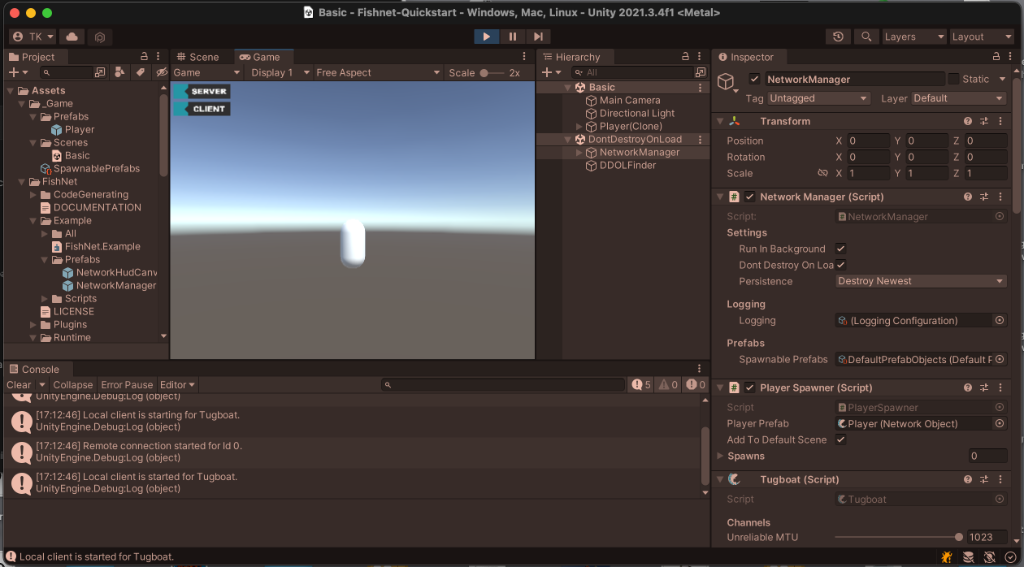 Basic - Fishnet-Quickstart - Windows, Mac, Linux - Unity 2021.3.4f1 <Metal>
TK
Layers
Layout
Project
Assets
_Game
Prefabs
Player
Scenes
Basic
SpawnablePrefabs
FishNet
CodeGenerating
DOCUMENTATION
Example
All
FishNet.Example
Prefabs
NetworkHudCanv
NetworkManager
Scripts
LICENSE
Plugins
Runtime
Scene
Game
Game
Display 1
Free Aspect
Scale
2x
SERVER
CLIENT
Hierarchy
All
Basic
Main Camera
Directional Light
Player(Clone)
DontDestroyOnLoad
NetworkManager
DDOLFinder
Inspector
NetworkManager
Static
Tag Untagged
Layer Default
Transform
Position X 0 Y 0 Z 0
Rotation X 0 Y 0 Z 0
Scale X 1 Y 1 Z 1
Network Manager (Script)
Script: NetworkManager
Settings
Run In Background
Dont Destroy On Loa
Persistence Destroy Newest
Logging
Logging (Logging Configuration)
Prefabs
Spawnable Prefabs DefaultPrefabObjects (Default P
Player Spawner (Script)
Script PlayerSpawner
Player Prefab Player (Network Object)
Add To Default Scene
Spawns 0
Tugboat (Script)
Script Tugboat
Channels
Unreliable MTU 1023
Console
Clear Collapse Error Pause Editor
5 0 0
UnityEngine.Debug:Log (object)
[17:12:46] Local client is starting for Tugboat.
UnityEngine.Debug:Log (object)
[17:12:46] Remote connection started for Id 0.
UnityEngine.Debug:Log (object)
[17:12:46] Local client is started for Tugboat.
UnityEngine.Debug:Log (object)
Local client is started for Tugboat.